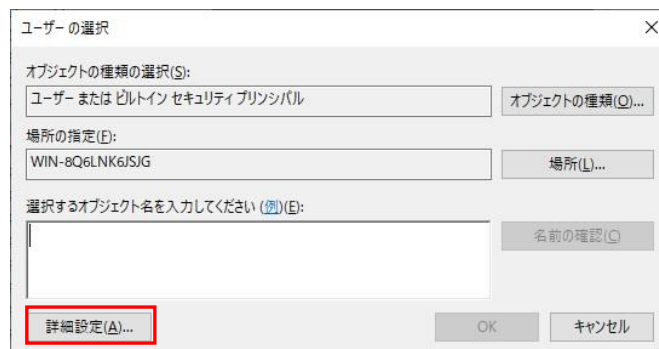 ユーザー の選択
オブジェクトの種類の選択(S):
ユーザー または ビルトイン セキュリティ プリンシパル
オブジェクトの種類(O)...
場所の指定(F):
WIN-8Q6LNK6JSJG
場所(L)...
選択するオブジェクト名を入力してください (例)(E):
名前の確認(C)
詳細設定(A)...
OK
キャンセル